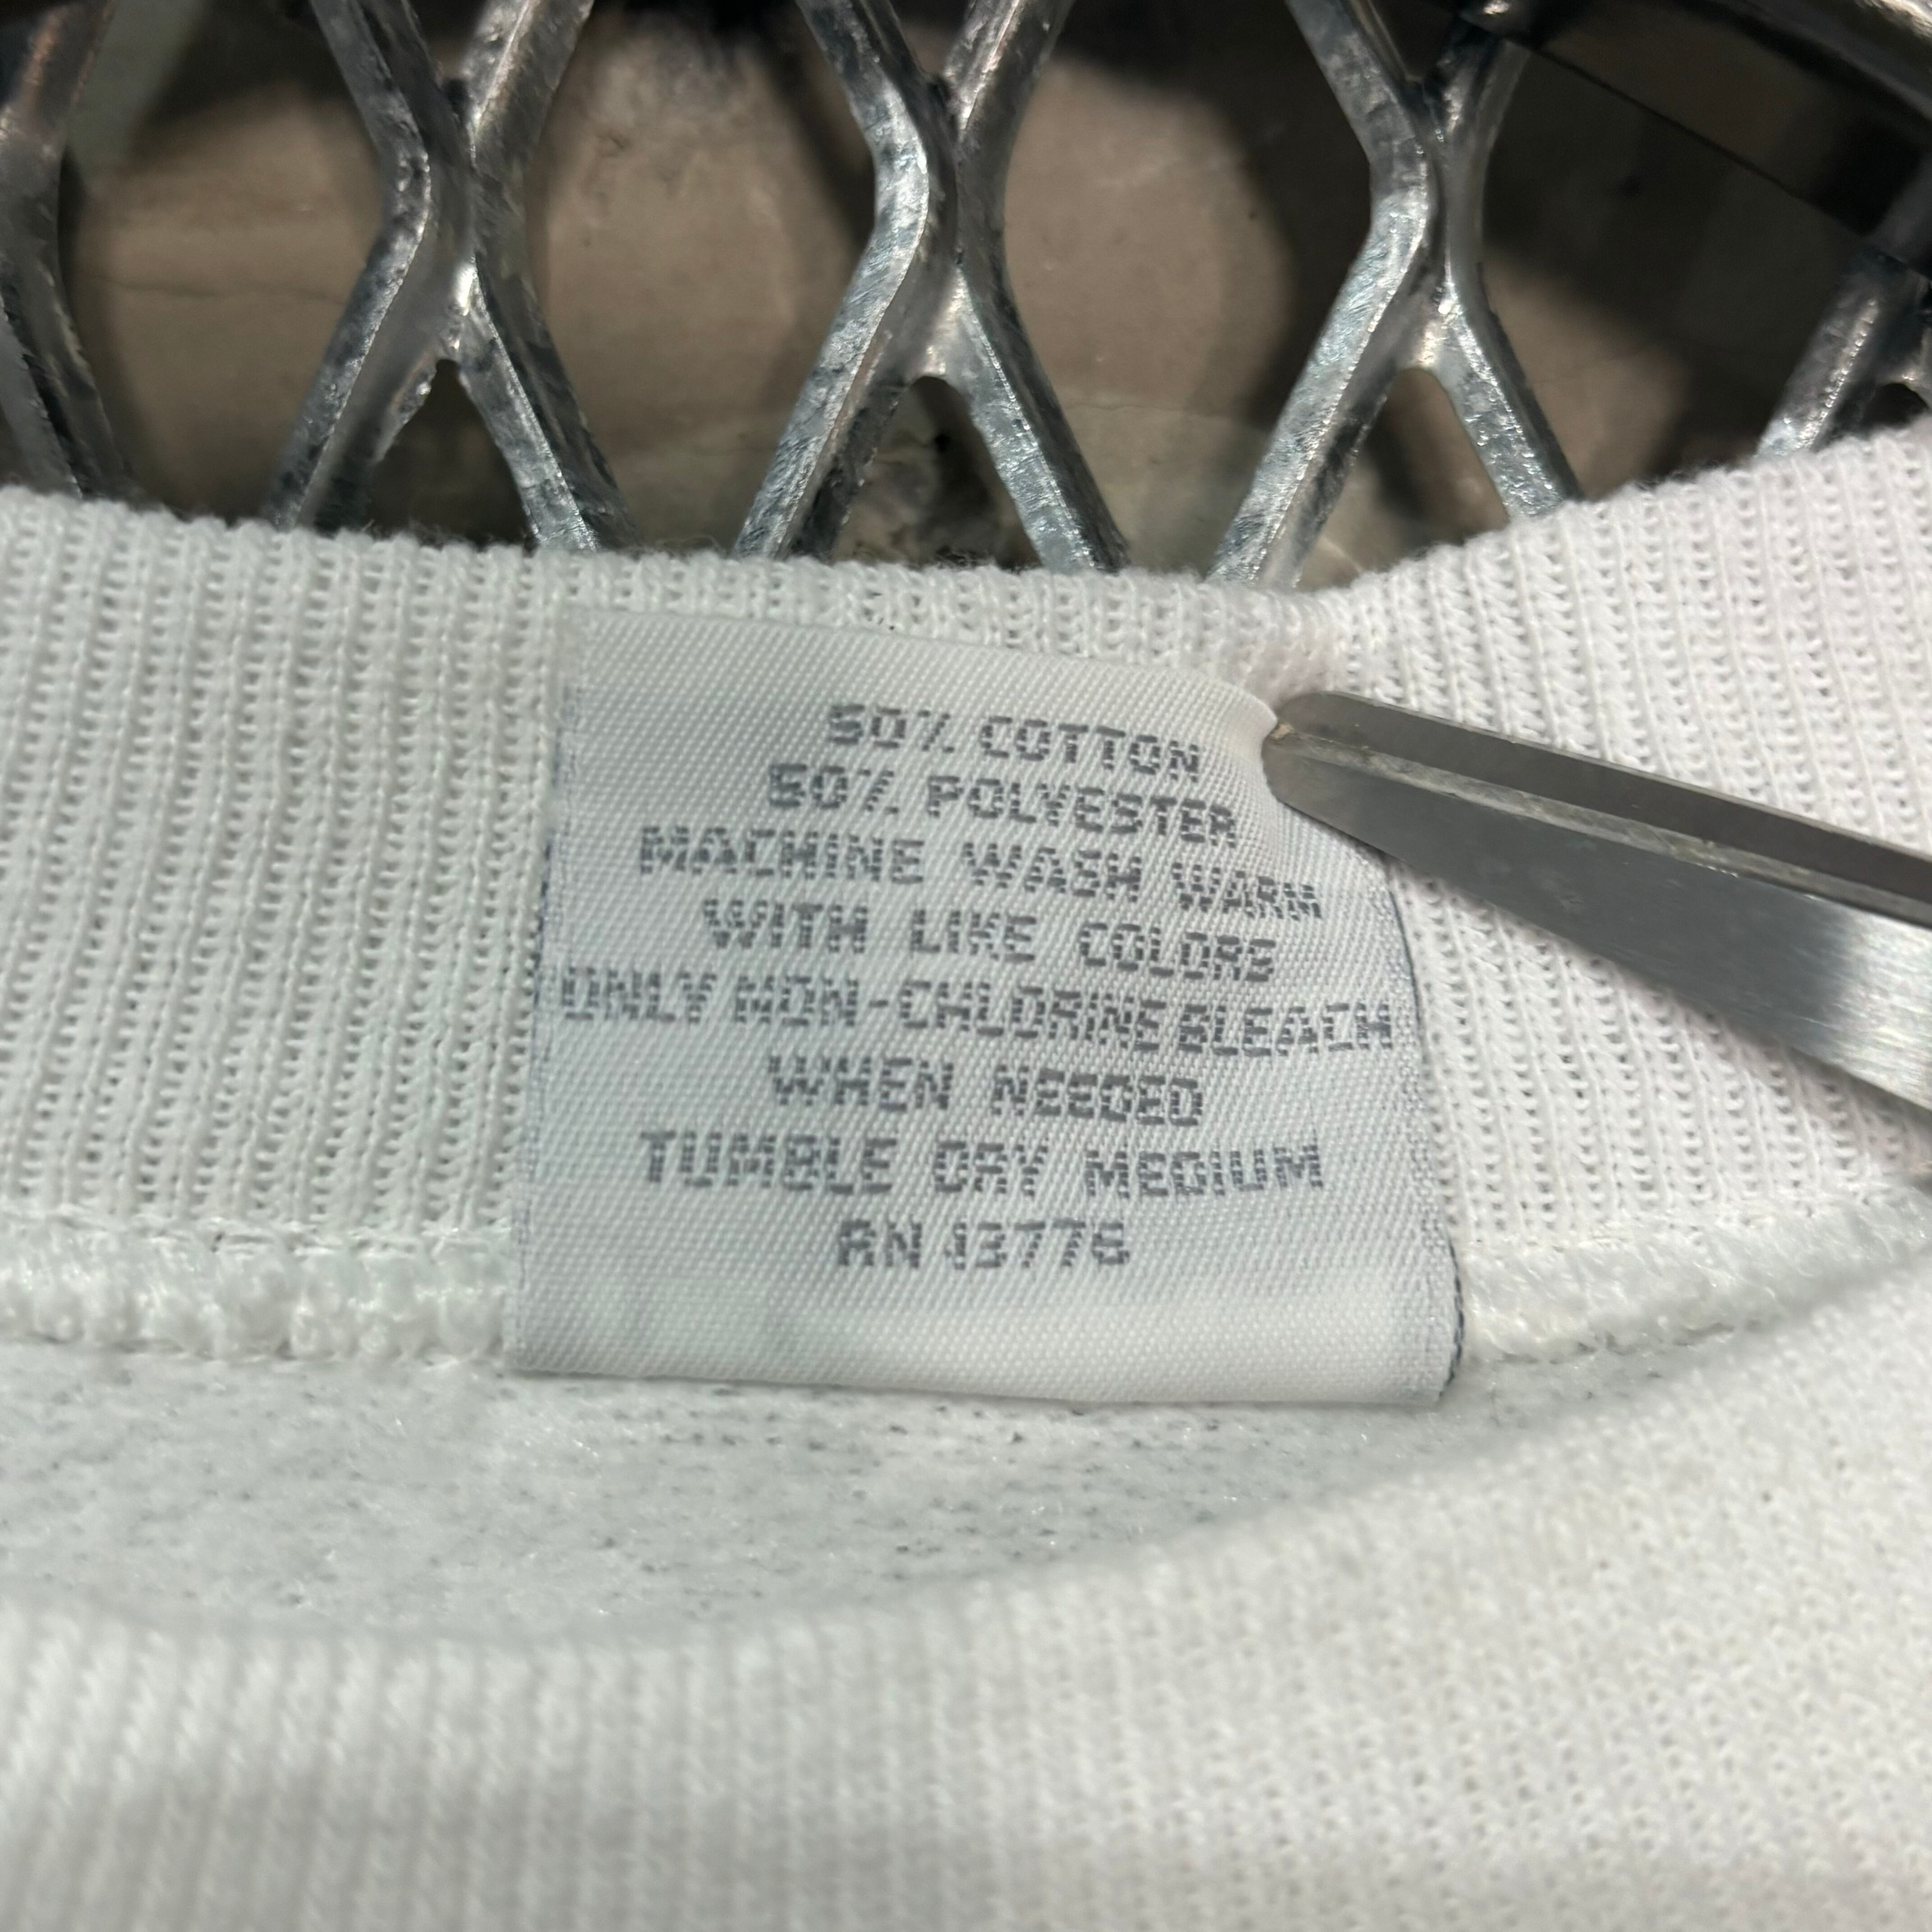 50% COTTON
50% POLYESTER
MACHINE WASH WARM
WITH LIKE COLORS
ONLY NON-CHLORINE BLEACH
WHEN NEEDED
TUMBLE DRY MEDIUM
RN 13776